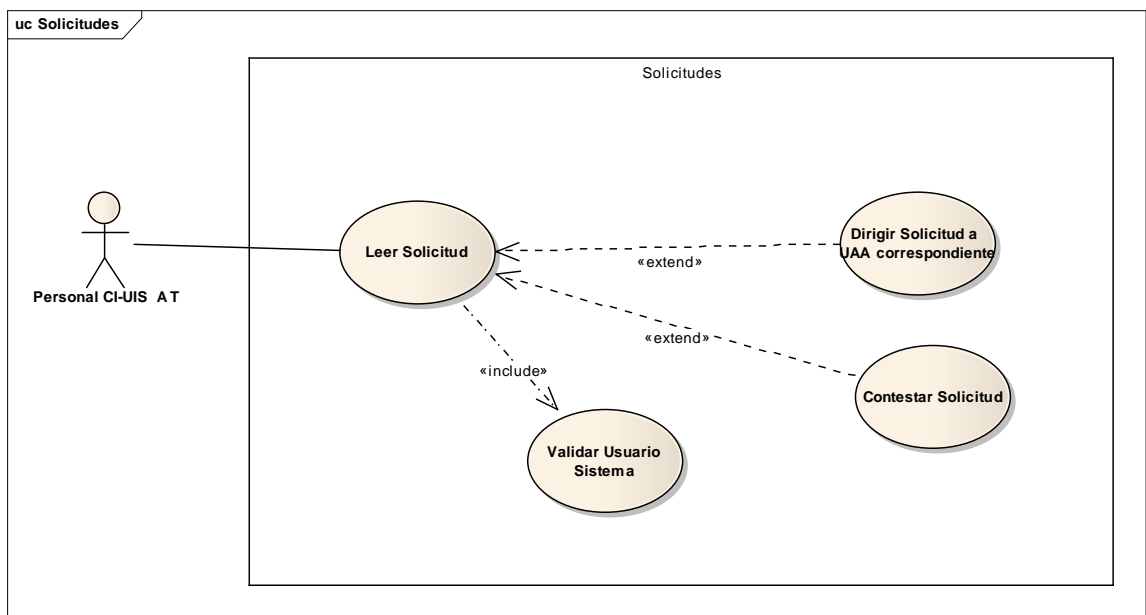 uc Solicitudes
Solicitudes
Personal CI-UIS AT
Leer Solicitud
Dirigir Solicitud a
UAA correspondiente
«extend»
«extend»
Contestar Solicitud
«include»
Validar Usuario
Sistema